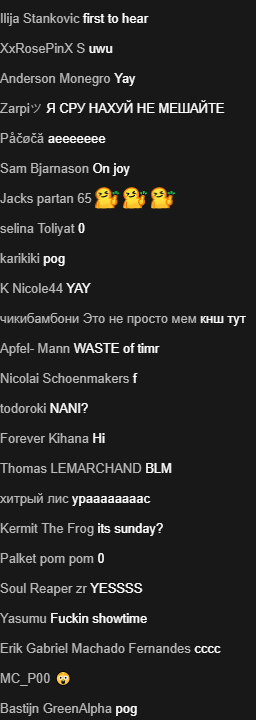 Ilija Stankovic first to hear
XxRosePinX S uwu
Anderson Monegro Yay
Zarpiツ Я СРУ НАХУЙ НЕ МЕШАЙТЕ
Påčøčă aeeeeeee
Sam Bjarnason On joy
Jacks partan 65
selina Toliyat 0
karikiki pog
K Nicole44 YAY
чикибамбони Это не просто мем кнш тут
Apfel- Mann WASTE of timr
Nicolai Schoenmakers f
todoroki NANI?
Forever Kihana Hi
Thomas LEMARCHAND BLM
хитрый лис ураааааааас
Kermit The Frog its sunday?
Palket pom pom 0
Soul Reaper zr YESSSS
Yasumu Fuckin showtime
Erik Gabriel Machado Fernandes cccc
MC_P00 😲
Bastijn GreenAlpha pog